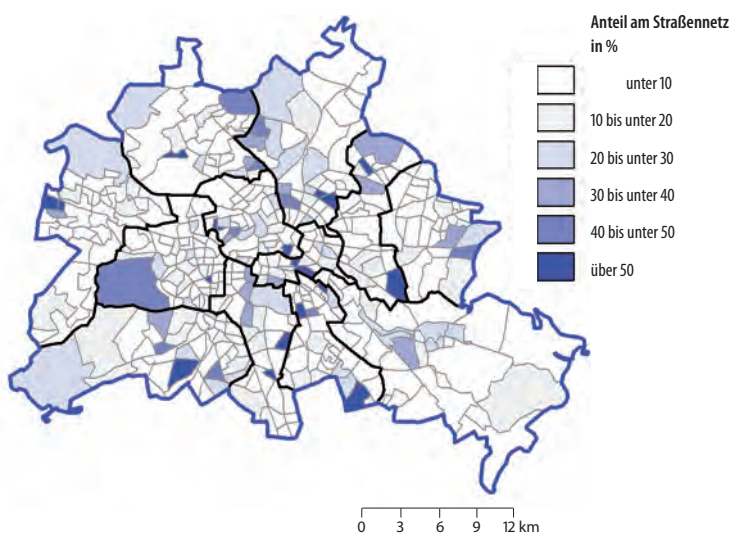 Anteil am Straßennetz
in %
unter 10
10 bis unter 20
20 bis unter 30
30 bis unter 40
40 bis unter 50
über 50
0 3 6 9 12 km